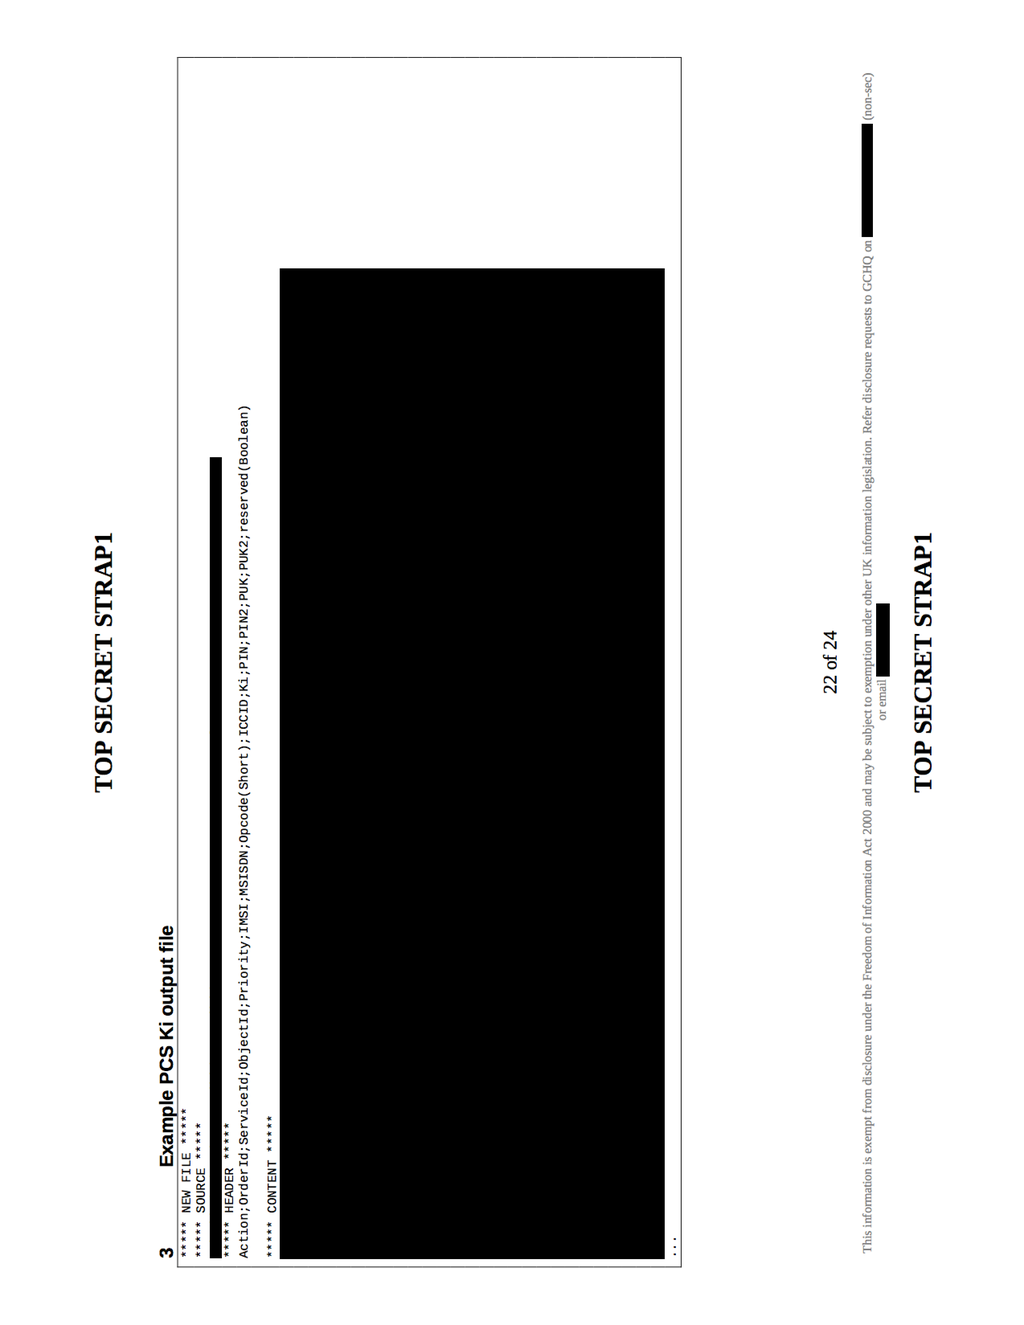 TOP SECRET STRAP1
3 Example PCS Ki output file
***** NEW FILE *****
***** SOURCE *****
***** HEADER *****
Action;OrderId;ServiceId;ObjectId;Priority;IMSI;MSISDN;Opcode(Short);ICCID;Ki;PIN;PIN2;PUK;PUK2;reserved(Boolean)
***** CONTENT *****
...
22 of 24
This information is exempt from disclosure under the Freedom of Information Act 2000 and may be subject to exemption under other UK information legislation. Refer disclosure requests to GCHQ on (non-sec)
or email
TOP SECRET STRAP1